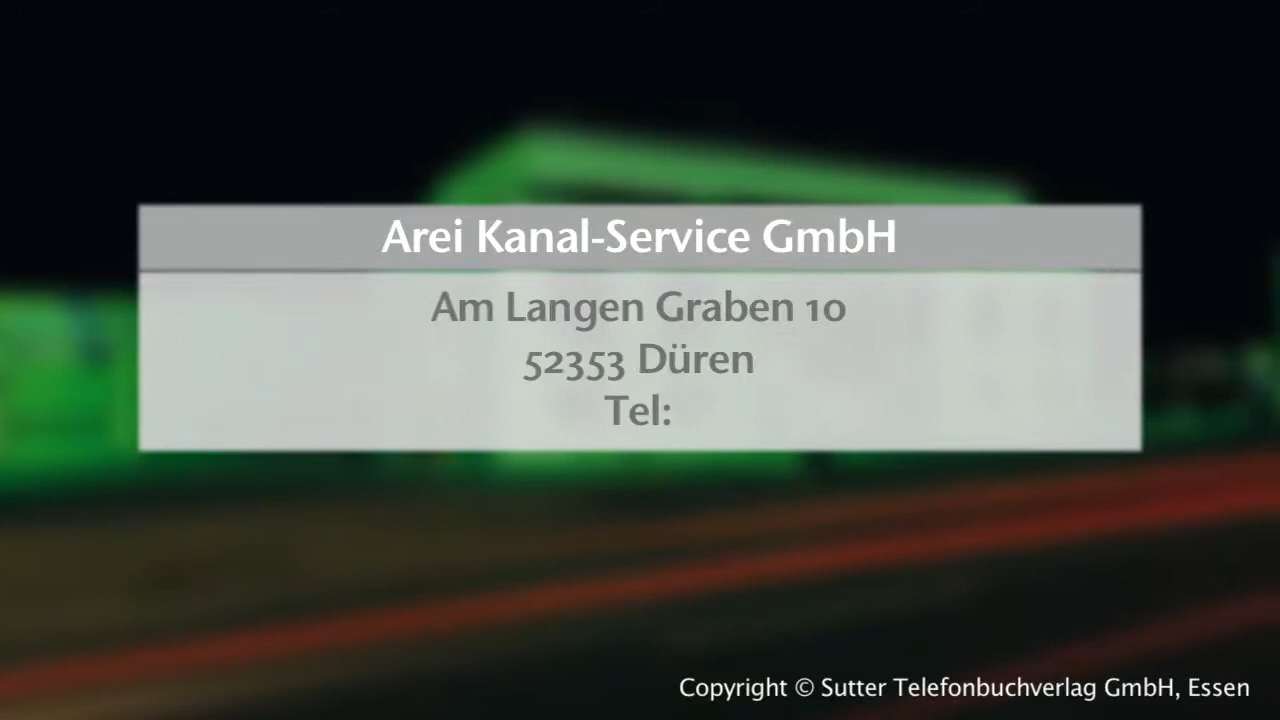 Arei Kanal-Service GmbH
Am Langen Graben 10
52353 Düren
Tel:
Copyright © Sutter Telefonbuchverlag GmbH, Essen